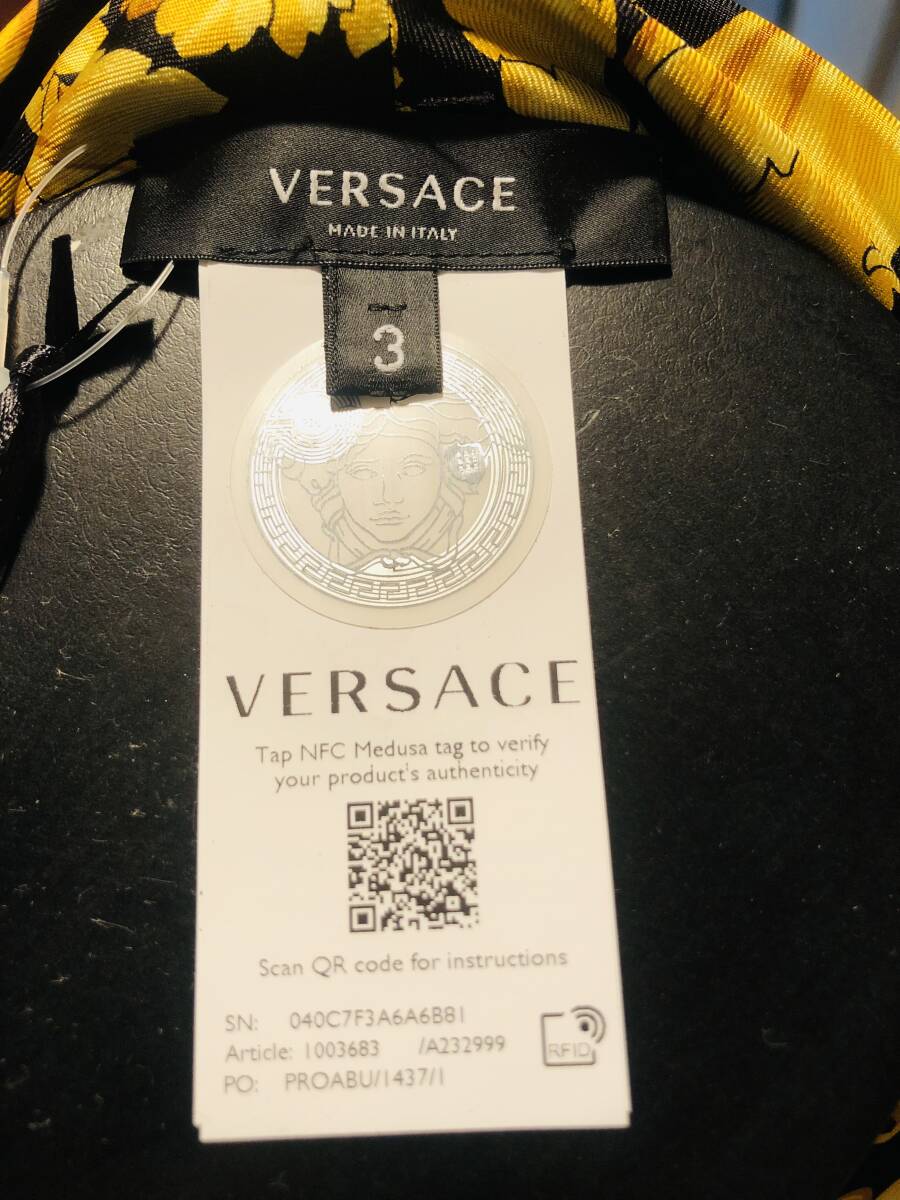 VERSACE
MADE IN ITALY
3
VERSACE
Tap NFC Medusa tag to verify
your product's authenticity
Scan QR code for instructions
SN: 040C7F3A6A6B81
Article: 1003683 /A232999
PO: PROABU/1437/1
RFID